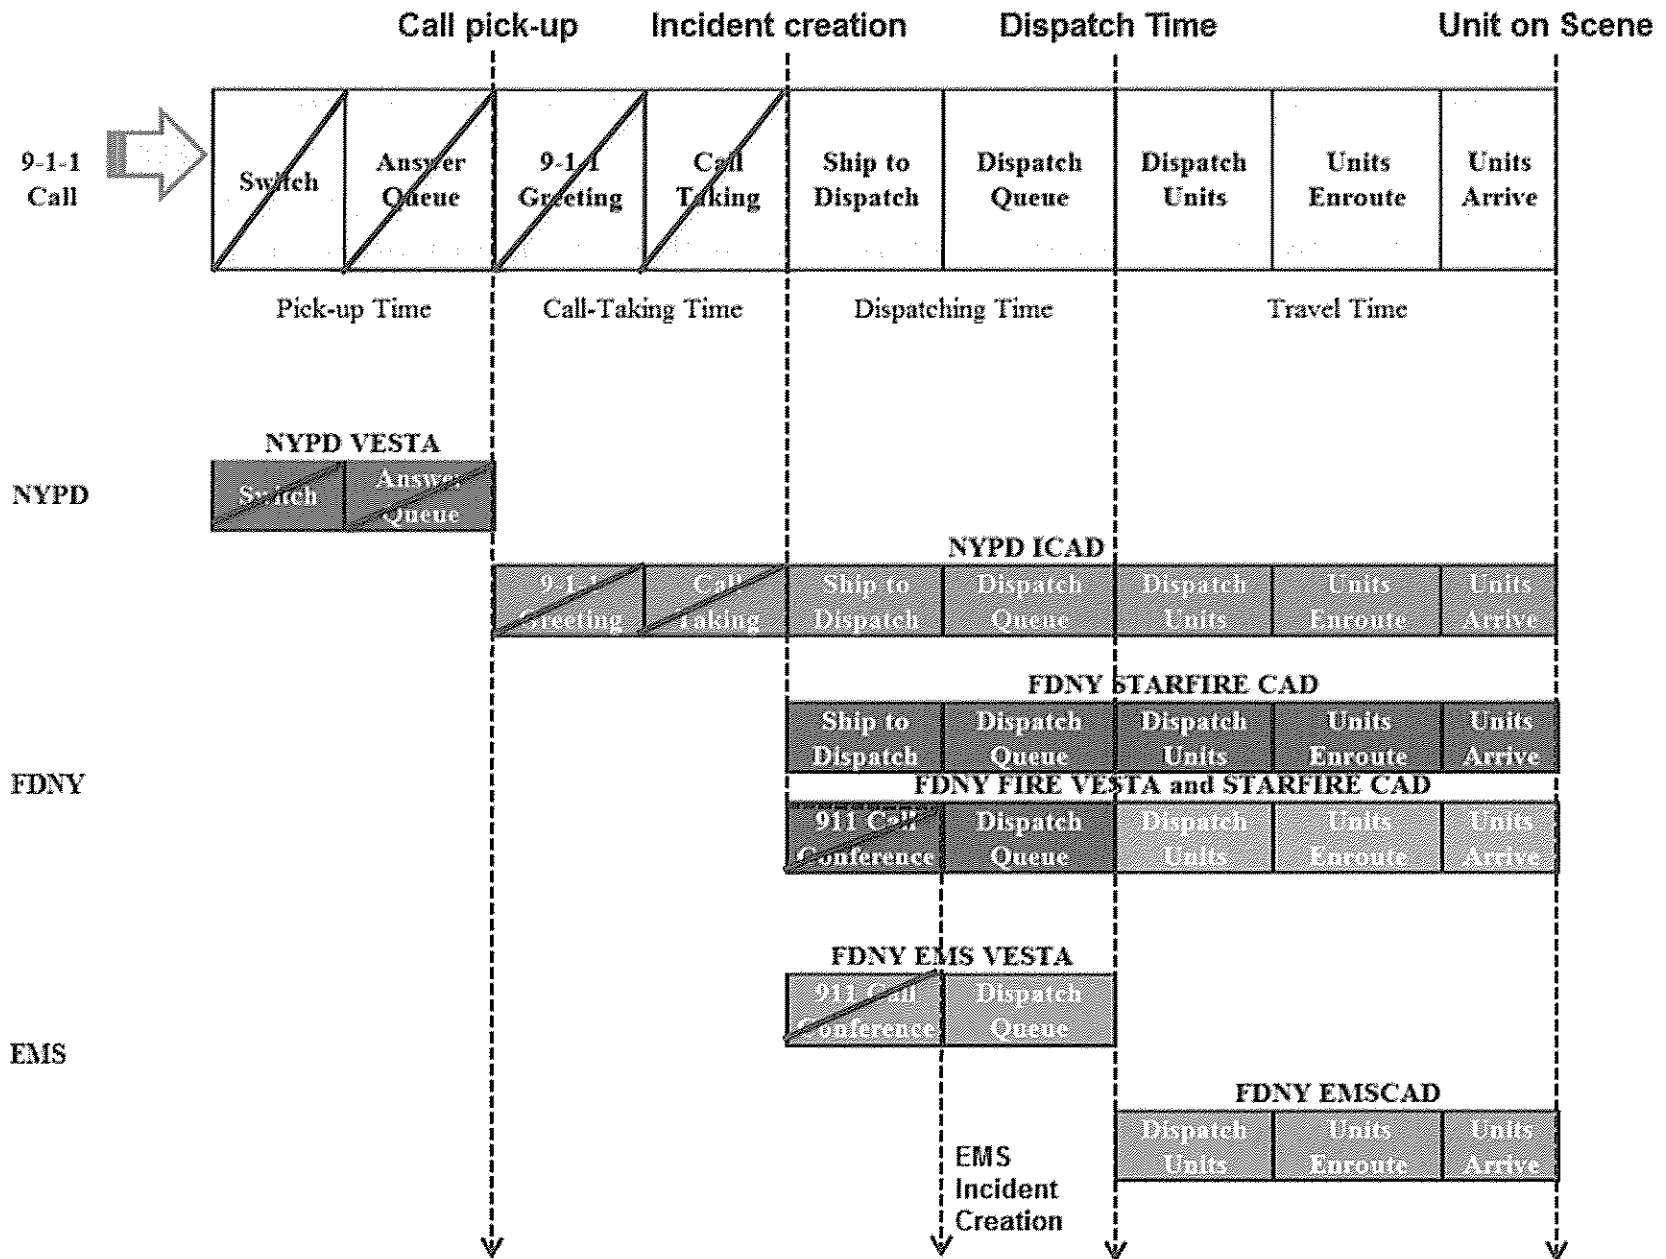 Call pick-up Incident creation Dispatch Time Unit on Scene
9-1-1
Call
Switch
Answer
Queue
9-1-1
Greeting
Call
Taking
Ship to
Dispatch
Dispatch
Queue
Dispatch
Units
Units
Enroute
Units
Arrive
Pick-up Time Call-Taking Time Dispatching Time Travel Time
NYPD
NYPD VESTA
Switch
Answer
Queue
NYPD ICAD
9-1-1
Greeting
Call
Taking
Ship to
Dispatch
Dispatch
Queue
Dispatch
Units
Units
Enroute
Units
Arrive
FDNY
FDNY STARFIRE CAD
Ship to
Dispatch
Dispatch
Queue
Dispatch
Units
Units
Enroute
Units
Arrive
FDNY FIRE VESTA and STARFIRE CAD
911 Call
Conference
Dispatch
Queue
Dispatch
Units
Units
Enroute
Units
Arrive
EMS
FDNY EMS VESTA
911 Call
Conference
Dispatch
Queue
FDNY EMSCAD
Dispatch
Units
Units
Enroute
Units
Arrive
EMS
Incident
Creation